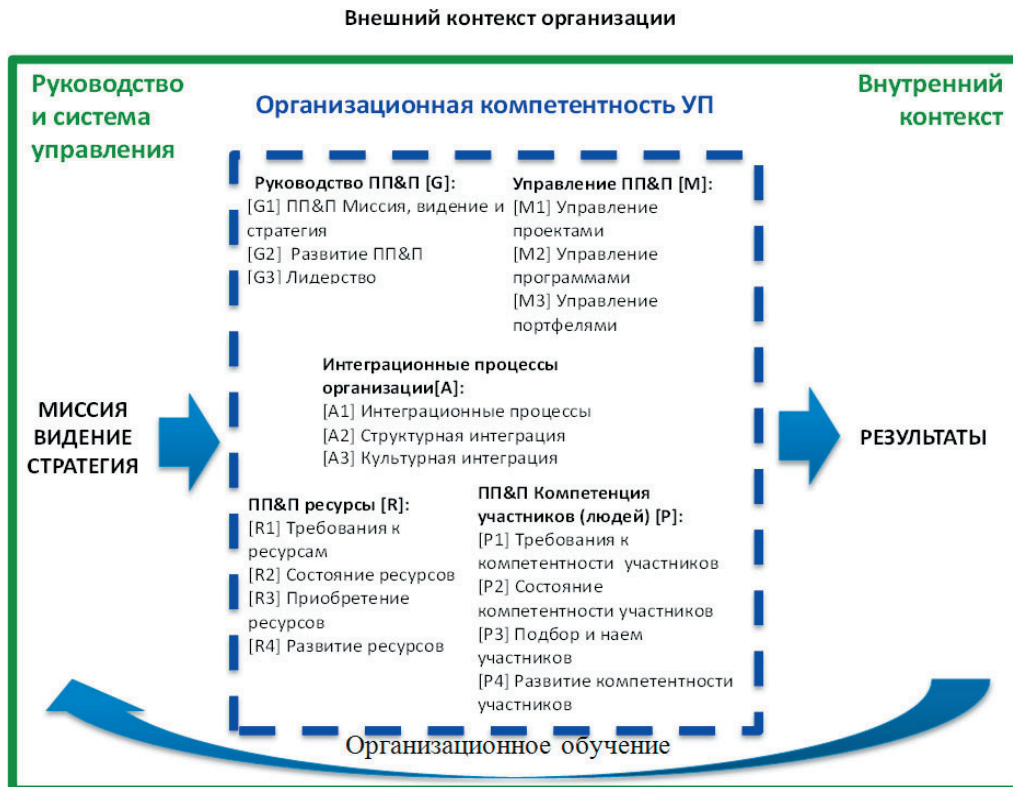 Внешний контекст организации
Руководство
и система
управления
Организационная компетентность УП
Внутренний
контекст
Руководство ПП&П [G]:
[G1] ПП&П Миссия, видение и
стратегия
[G2] Развитие ПП&П
[G3] Лидерство
Управление ПП&П [M]:
[M1] Управление
проектами
[M2] Управление
программами
[M3] Управление
портфелями
Интеграционные процессы
организации[A]:
[A1] Интеграционные процессы
[A2] Структурная интеграция
[A3] Культурная интеграция
МИССИЯ
ВИДЕНИЕ
СТРАТЕГИЯ
РЕЗУЛЬТАТЫ
ПП&П ресурсы [R]:
[R1] Требования к
ресурсам
[R2] Состояние ресурсов
[R3] Приобретение
ресурсов
[R4] Развитие ресурсов
ПП&П Компетенция
участников (людей) [P]:
[P1] Требования к
компетентности участников
[P2] Состояние
компетентности участников
[P3] Подбор и наем
участников
[P4] Развитие компетентности
участников
Организационное обучение